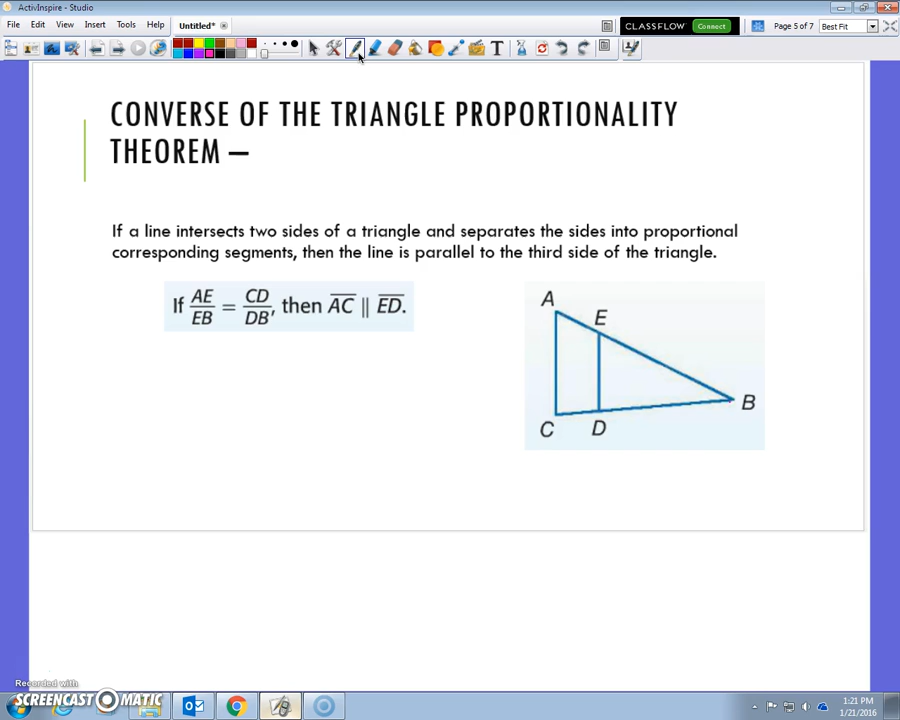 ActivInspire - Studio
File Edit View Insert Tools Help
Untitled*
CLASSFLOW Connect
Page 5 of 7
Best Fit
CONVERSE OF THE TRIANGLE PROPORTIONALITY
THEOREM –
If a line intersects two sides of a triangle and separates the sides into proportional
corresponding segments, then the line is parallel to the third side of the triangle.
If AE/EB = CD/DB, then AC || ED.
A
E
B
C
D
Recorded with
SCREENCAST MATIC
1:21 PM
1/21/2016